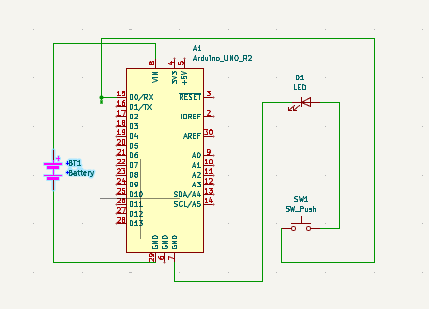 A1
Arduino_UNO_R2
8
4
5
VIN
3V3
+5V
15 D0/RX
RESET 3
16 D1/TX
17 D2
IOREF 2
18 D3
19 D4
AREF 30
20 D5
21 D6
A0 9
22 D7
A1 10
23 D8
A2 11
24 D9
A3 12
25 D10
SDA/A4 13
26 D11
SCL/A5 14
27 D12
28 D13
GND
GND
GND
29
6
7
+
BT1
Battery
D1
LED
SW1
SW_Push